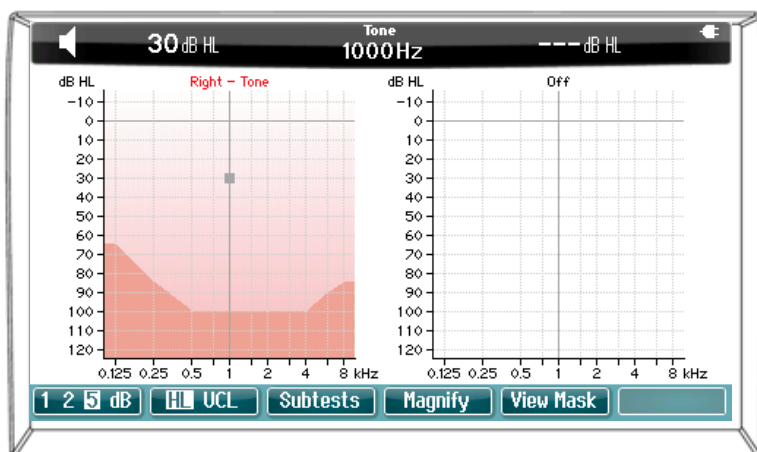 30 dB HL
Tone
1000Hz
--- dB HL
dB HL
Right - Tone
-10
0
10
20
30
40
50
60
70
80
90
100
110
120
0.125 0.25 0.5 1 2 4 8 kHz
dB HL
Off
-10
0
10
20
30
40
50
60
70
80
90
100
110
120
0.125 0.25 0.5 1 2 4 8 kHz
1 2 5 dB
HL UCL
Subtests
Magnify
View Mask